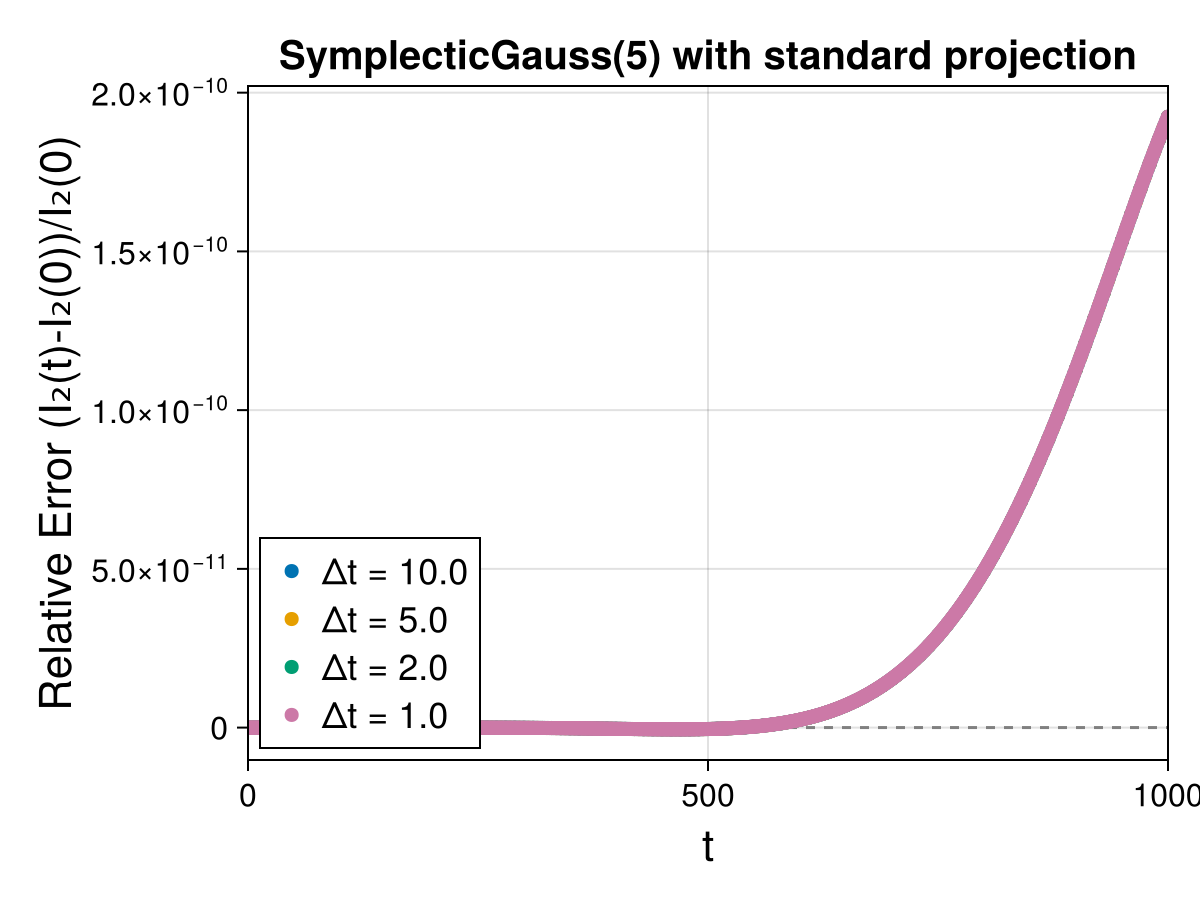 SymplecticGauss(5) with standard projection
2.0×10⁻¹⁰
1.5×10⁻¹⁰
1.0×10⁻¹⁰
5.0×10⁻¹¹
0
Relative Error (I₂(t)-I₂(0))/I₂(0)
Δt = 10.0
Δt = 5.0
Δt = 2.0
Δt = 1.0
0 500 1000
t